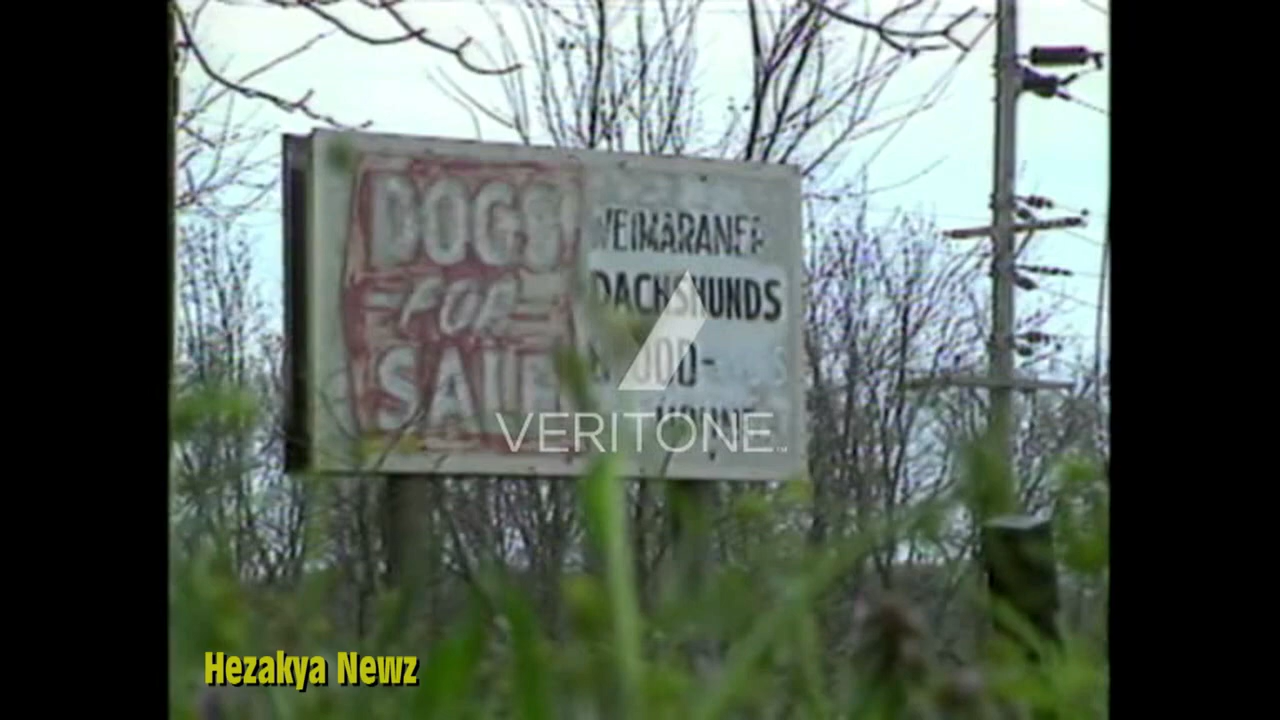 DOGS
-FOR-
SALE
WEIMARANER
DACHSHUNDS
VERITONE
Hezakya Newz